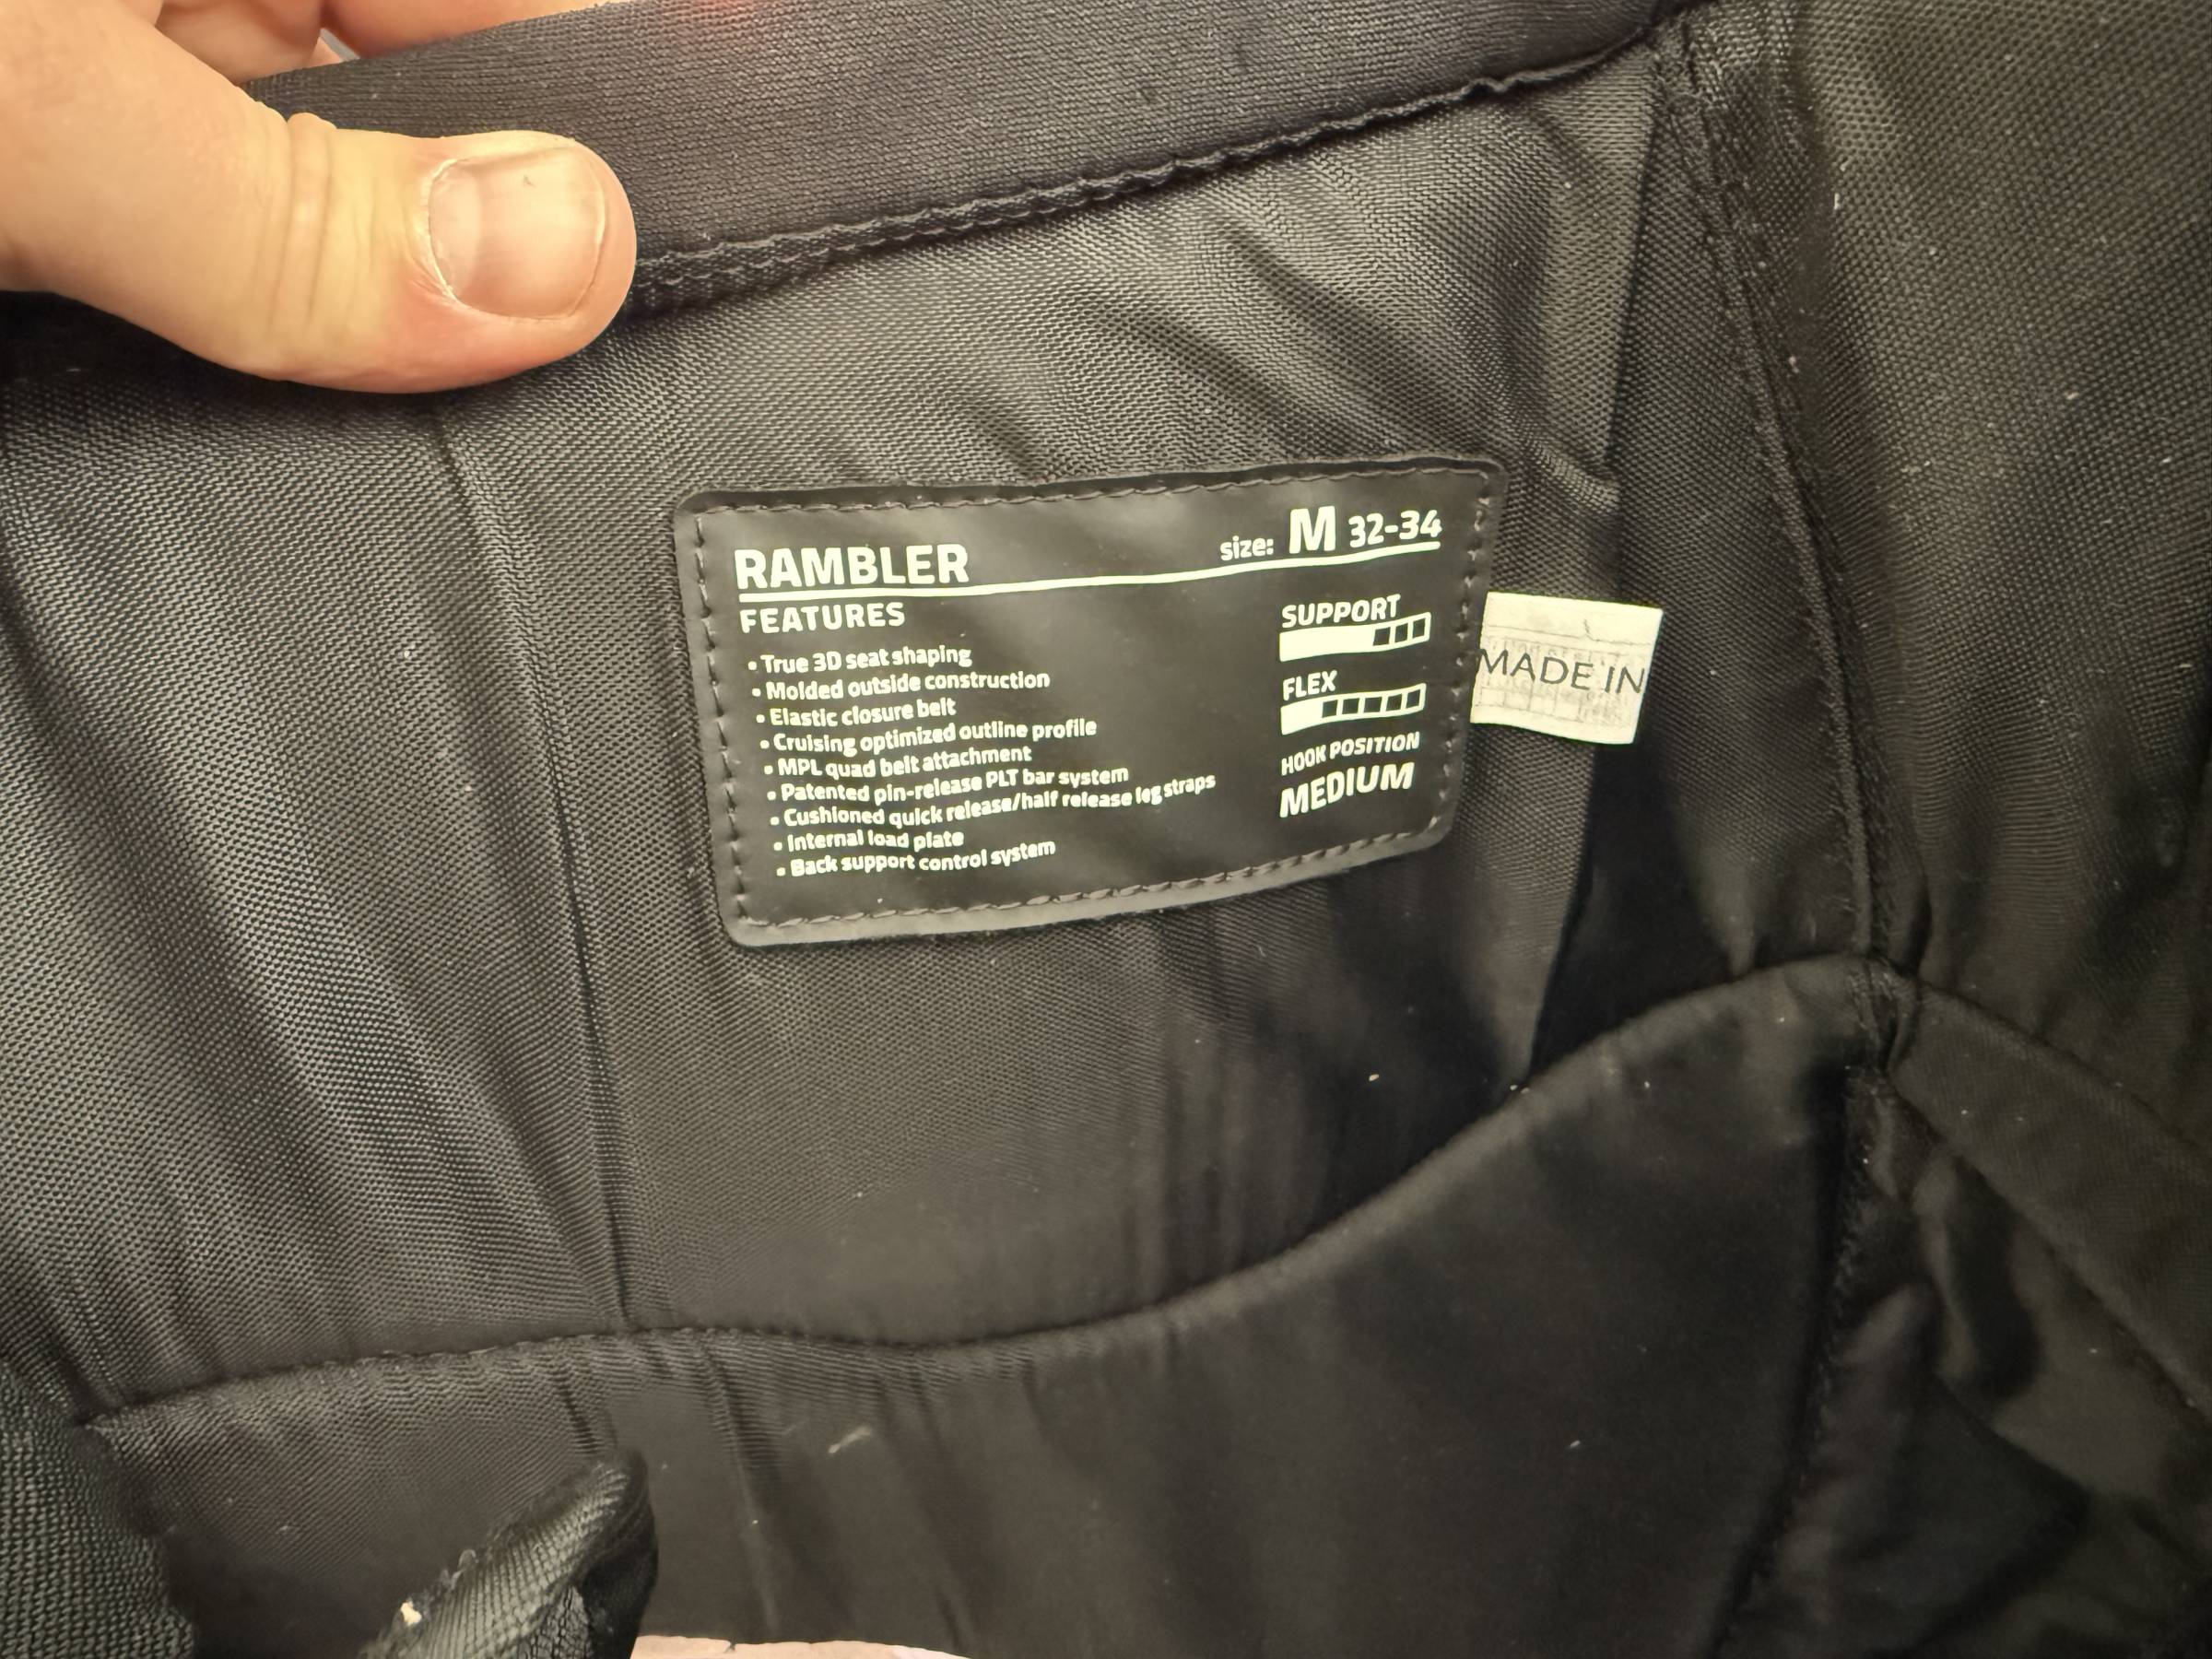 RAMBLER
size: M 32-34
FEATURES
• True 3D seat shaping
• Molded outside construction
• Elastic closure belt
• Cruising optimized outline profile
• MPL quad belt attachment
• Patented pin-release PLT bar system
• Cushioned quick release/half release leg straps
• Internal load plate
• Back support control system
SUPPORT
FLEX
HOOK POSITION
MEDIUM
MADE IN